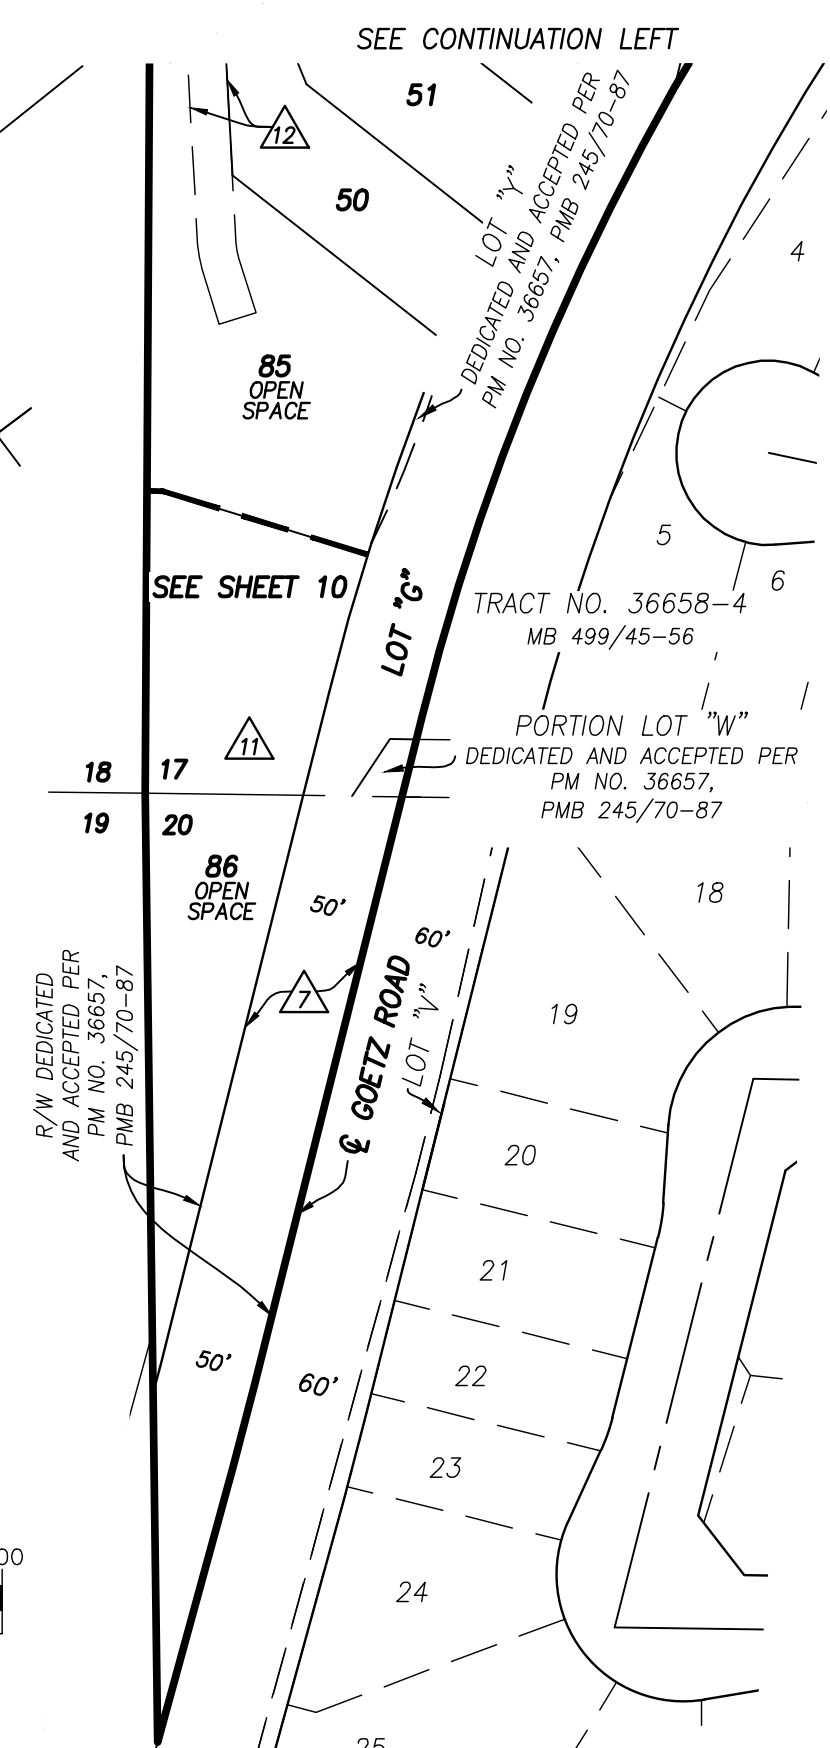 SEE CONTINUATION LEFT
51
12
50
LOT "Y"
DEDICATED AND ACCEPTED PER
PM NO. 36657, PMB 245/70-87
4
85
OPEN
SPACE
5
6
SEE SHEET 10
LOT "G"
TRACT NO. 36658-4
MB 499/45-56
11
PORTION LOT "W"
DEDICATED AND ACCEPTED PER
PM NO. 36657,
PMB 245/70-87
18
17
19
20
86
OPEN
SPACE
50'
60'
18
7
R/W DEDICATED
AND ACCEPTED PER
PM NO. 36657,
PMB 245/70-87
℄ GOETZ ROAD
LOT "V"
19
20
21
50'
60'
22
23
24
25